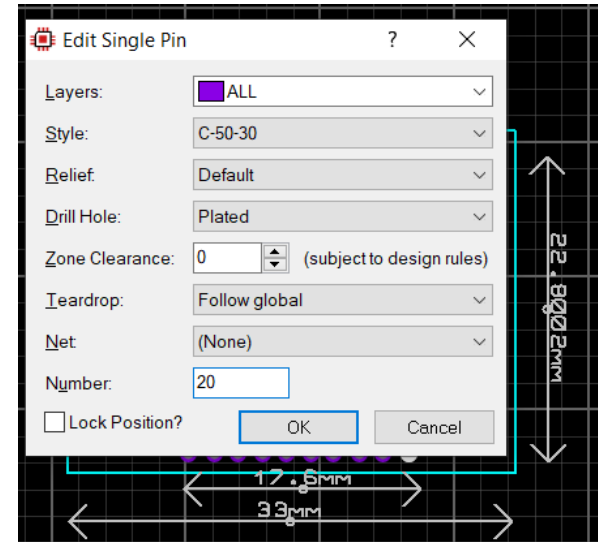 Edit Single Pin ? ×
Layers: ALL
Style: C-50-30
Relief: Default
Drill Hole: Plated
Zone Clearance: 0 (subject to design rules)
Teardrop: Follow global
Net: (None)
Number: 20
Lock Position? OK Cancel
22.8002mm
17.6mm
33mm